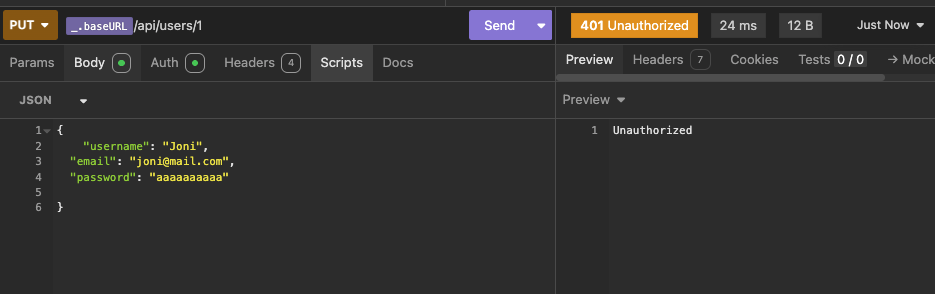 PUT _.baseURL /api/users/1 Send 401 Unauthorized 24 ms 12 B Just Now
Params Body Auth Headers 4 Scripts Docs Preview Headers 7 Cookies Tests 0 / 0 → Mock
JSON Preview
1 {
2 "username": "Joni",
3 "email": "joni@mail.com",
4 "password": "aaaaaaaaaa"
5
6 }
1 Unauthorized